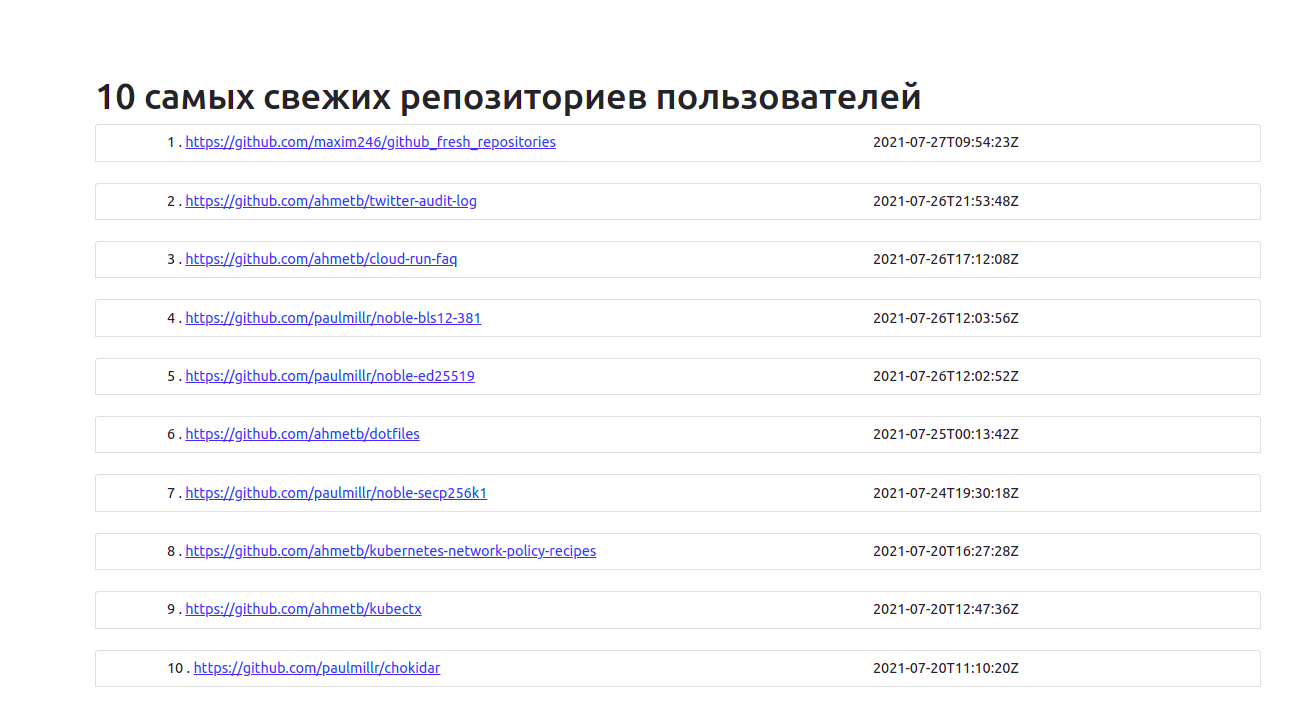 10 самых свежих репозиториев пользователей
1 . https://github.com/maxim246/github_fresh_repositories 2021-07-27T09:54:23Z
2 . https://github.com/ahmetb/twitter-audit-log 2021-07-26T21:53:48Z
3 . https://github.com/ahmetb/cloud-run-faq 2021-07-26T17:12:08Z
4 . https://github.com/paulmillr/noble-bls12-381 2021-07-26T12:03:56Z
5 . https://github.com/paulmillr/noble-ed25519 2021-07-26T12:02:52Z
6 . https://github.com/ahmetb/dotfiles 2021-07-25T00:13:42Z
7 . https://github.com/paulmillr/noble-secp256k1 2021-07-24T19:30:18Z
8 . https://github.com/ahmetb/kubernetes-network-policy-recipes 2021-07-20T16:27:28Z
9 . https://github.com/ahmetb/kubectx 2021-07-20T12:47:36Z
10 . https://github.com/paulmillr/chokidar 2021-07-20T11:10:20Z